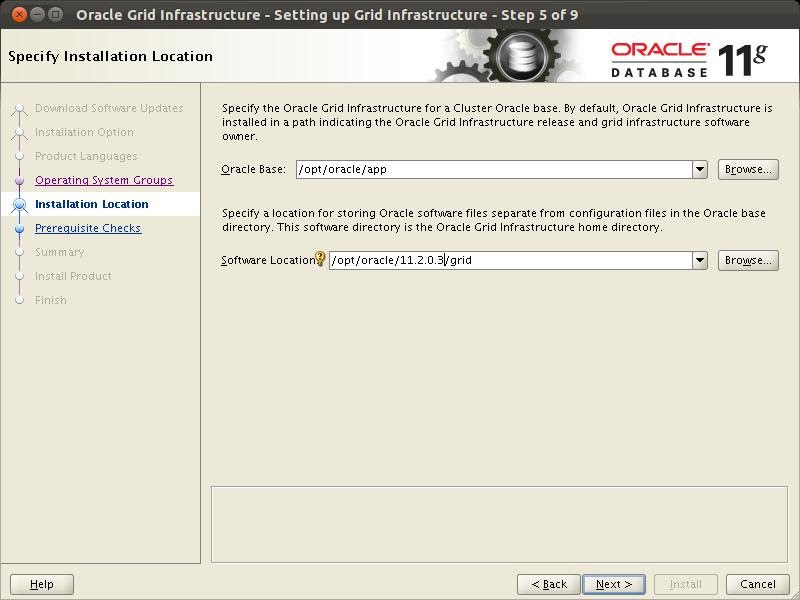 Oracle Grid Infrastructure - Setting up Grid Infrastructure - Step 5 of 9
Specify Installation Location
ORACLE
DATABASE 11g
Download Software Updates
Installation Option
Product Languages
Operating System Groups
Installation Location
Prerequisite Checks
Summary
Install Product
Finish
Specify the Oracle Grid Infrastructure for a Cluster Oracle base. By default, Oracle Grid Infrastructure is
installed in a path indicating the Oracle Grid Infrastructure release and grid infrastructure software
owner.
Oracle Base: /opt/oracle/app Browse...
Specify a location for storing Oracle software files separate from configuration files in the Oracle base
directory. This software directory is the Oracle Grid Infrastructure home directory.
Software Location: /opt/oracle/11.2.0.3/grid Browse...
Help < Back Next > Install Cancel